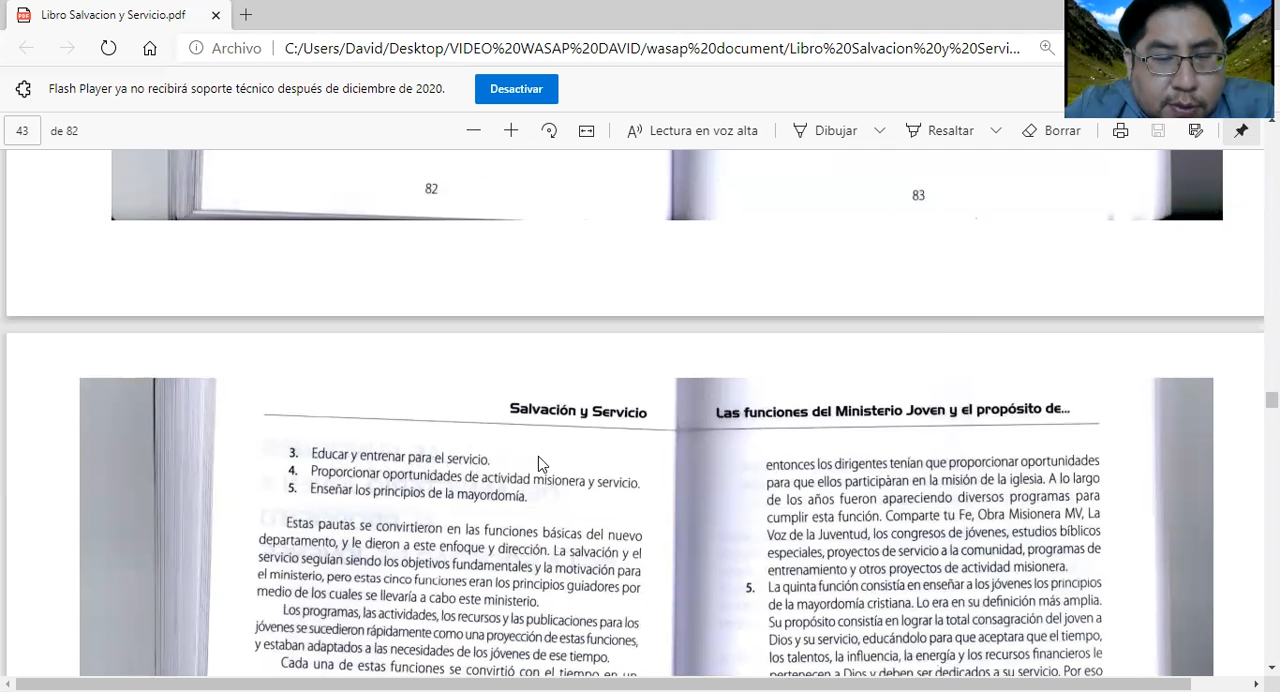 Libro Salvacion y Servicio.pdf
Archivo
C:/Users/David/Desktop/VIDEO%20WASAP%20DAVID/wasap%20document/Libro%20Salvacion%20y%20Servi...
Flash Player ya no recibirá soporte técnico después de diciembre de 2020.
Desactivar
43 de 82
Lectura en voz alta
Dibujar
Resaltar
Borrar
82
83
Salvación y Servicio
3. Educar y entrenar para el servicio.
4. Proporcionar oportunidades de actividad misionera y servicio.
5. Enseñar los principios de la mayordomía.
Estas pautas se convirtieron en las funciones básicas del nuevo
departamento, y le dieron a este enfoque y dirección. La salvación y el
servicio seguían siendo los objetivos fundamentales y la motivación para
el ministerio, pero estas cinco funciones eran los principios guiadores por
medio de los cuales se llevaría a cabo este ministerio.
Los programas, las actividades, los recursos y las publicaciones para los
jóvenes se sucedieron rápidamente como una proyección de estas funciones,
y estaban adaptados a las necesidades de los jóvenes de ese tiempo.
Cada una de estas funciones se convirtió con el tiempo en un
Las funciones del Ministerio Joven y el propósito de...
entonces los dirigentes tenían que proporcionar oportunidades
para que ellos participàran en la misión de la iglesia. A lo largo
de los años fueron apareciendo diversos programas para
cumplir esta función. Comparte tu Fe, Obra Misionera MV, La
Voz de la Juventud, los congresos de jóvenes, estudios bíblicos
especiales, proyectos de servicio a la comunidad, programas de
entrenamiento y otros proyectos de actividad misionera.
5. La quinta función consistía en enseñar a los jóvenes los principios
de la mayordomía cristiana. Lo era en su definición más amplia.
Su propósito consistía en lograr la total consagración del joven a
Dios y su servicio, educándolo para que aceptara que el tiempo,
los talentos, la influencia, la energía y los recursos financieros le
pertenecen a Dios y deben ser dedicados a su servicio. Por eso